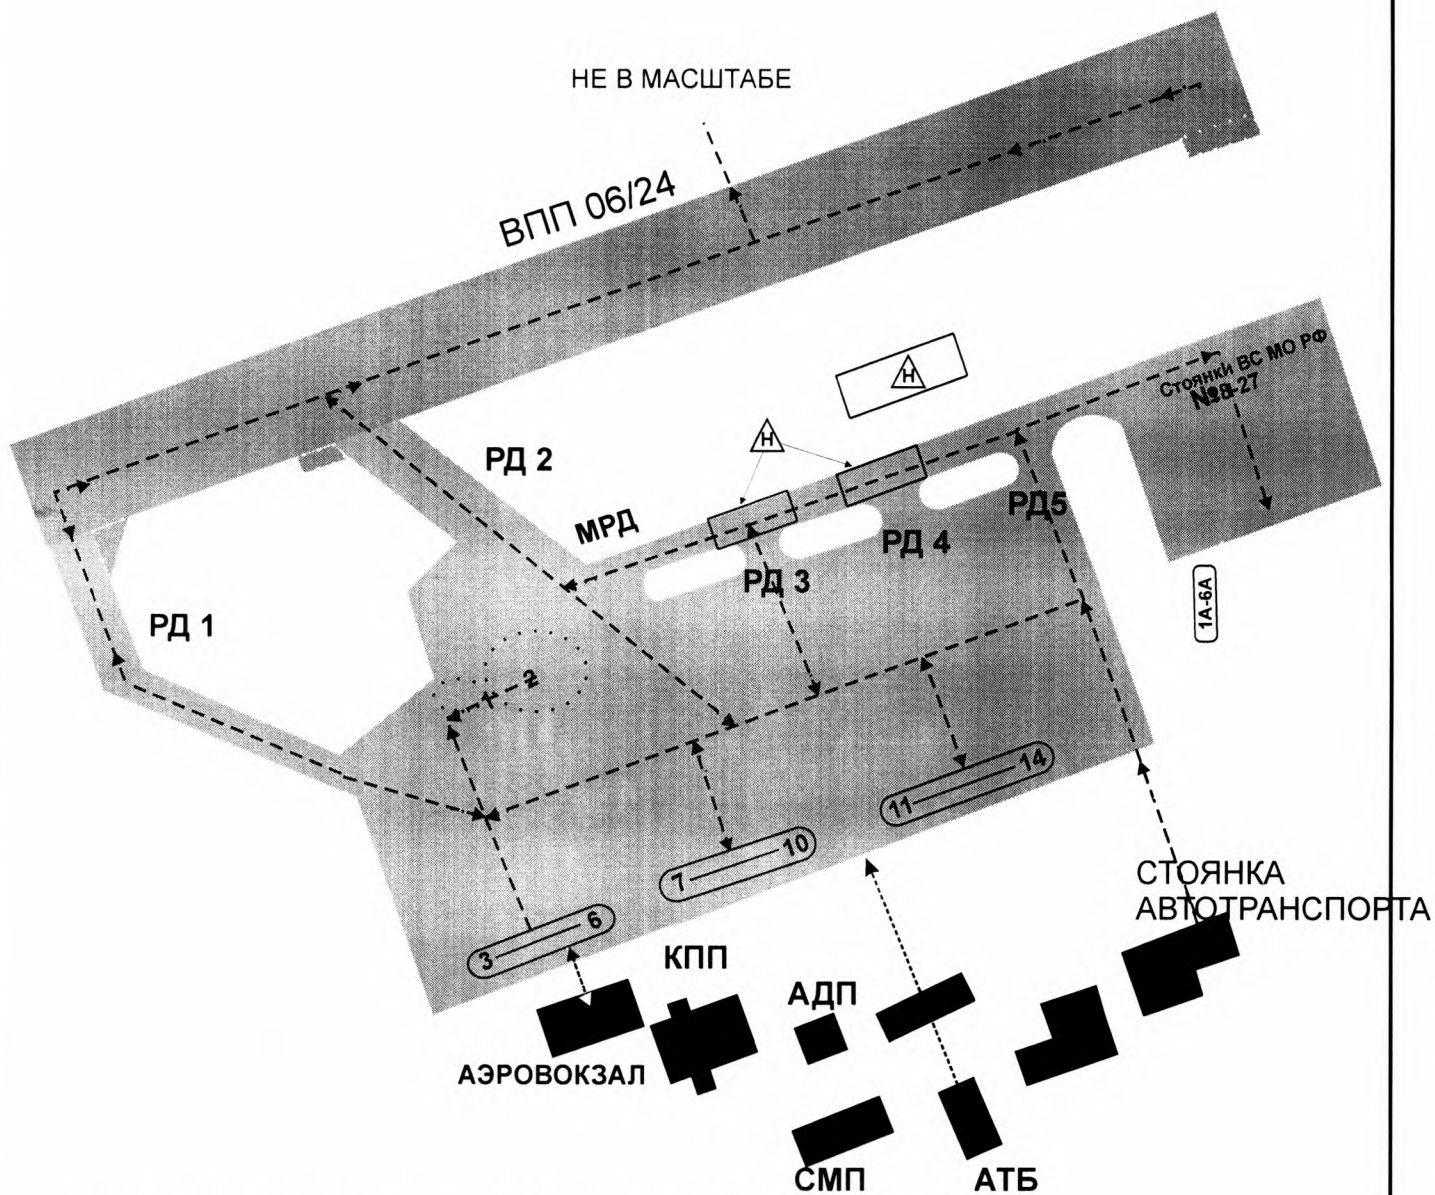 НЕ В МАСШТАБЕ
ВПП 06/24
Стоянки ВС МО РФ
РД 2
Н
Н
РД5
МРД
РД 4
РД 3
1А-6А
РД 1
1 2
11 14
7 10
3 6
СТОЯНКА
АВТОТРАНСПОРТА
КПП
АДП
АЭРОВОКЗАЛ
СМП
АТБ